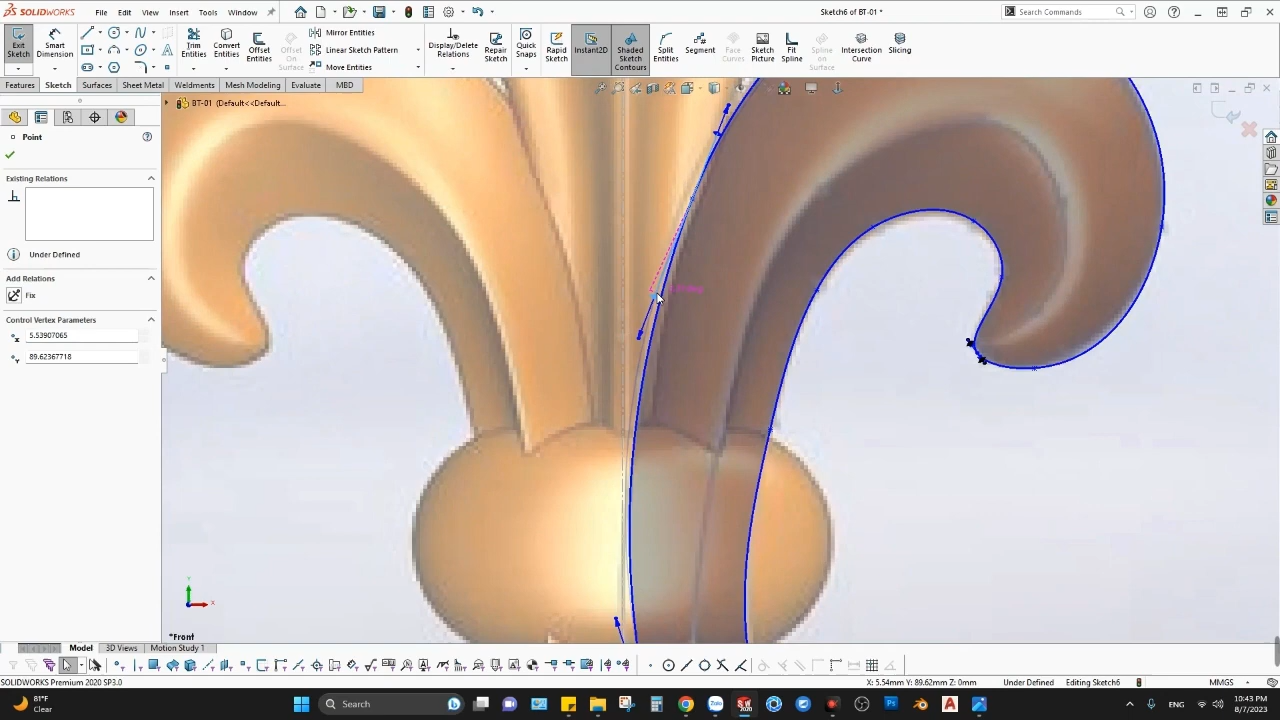 SOLIDWORKS
File
Edit
View
Insert
Tools
Window
Sketch6 of BT-01 *
Search Commands
Exit Sketch
Smart Dimension
Trim Entities
Convert Entities
Offset Entities
Offset On Surface
Mirror Entities
Linear Sketch Pattern
Move Entities
Display/Delete Relations
Repair Sketch
Quick Snaps
Rapid Sketch
Instant2D
Shaded Sketch Contours
Split Entities
Segment
Face Curves
Sketch Picture
Fit Spline
Spline on Surface
Intersection Curve
Slicing
Features
Sketch
Surfaces
Sheet Metal
Weldments
Mesh Modeling
Evaluate
MBD
BT-01 (Default<<Default...
Point
Existing Relations
Under Defined
Add Relations
Fix
Control Vertex Parameters
5.53907065
89.62367718
Y
X
*Front
Model
3D Views
Motion Study 1
SOLIDWORKS Premium 2020 SP3.0
X: 5.54mm Y: 89.62mm Z: 0mm
Under Defined
Editing Sketch6
MMGS
81°F
Clear
Search
ENG
10:43 PM
8/7/2023